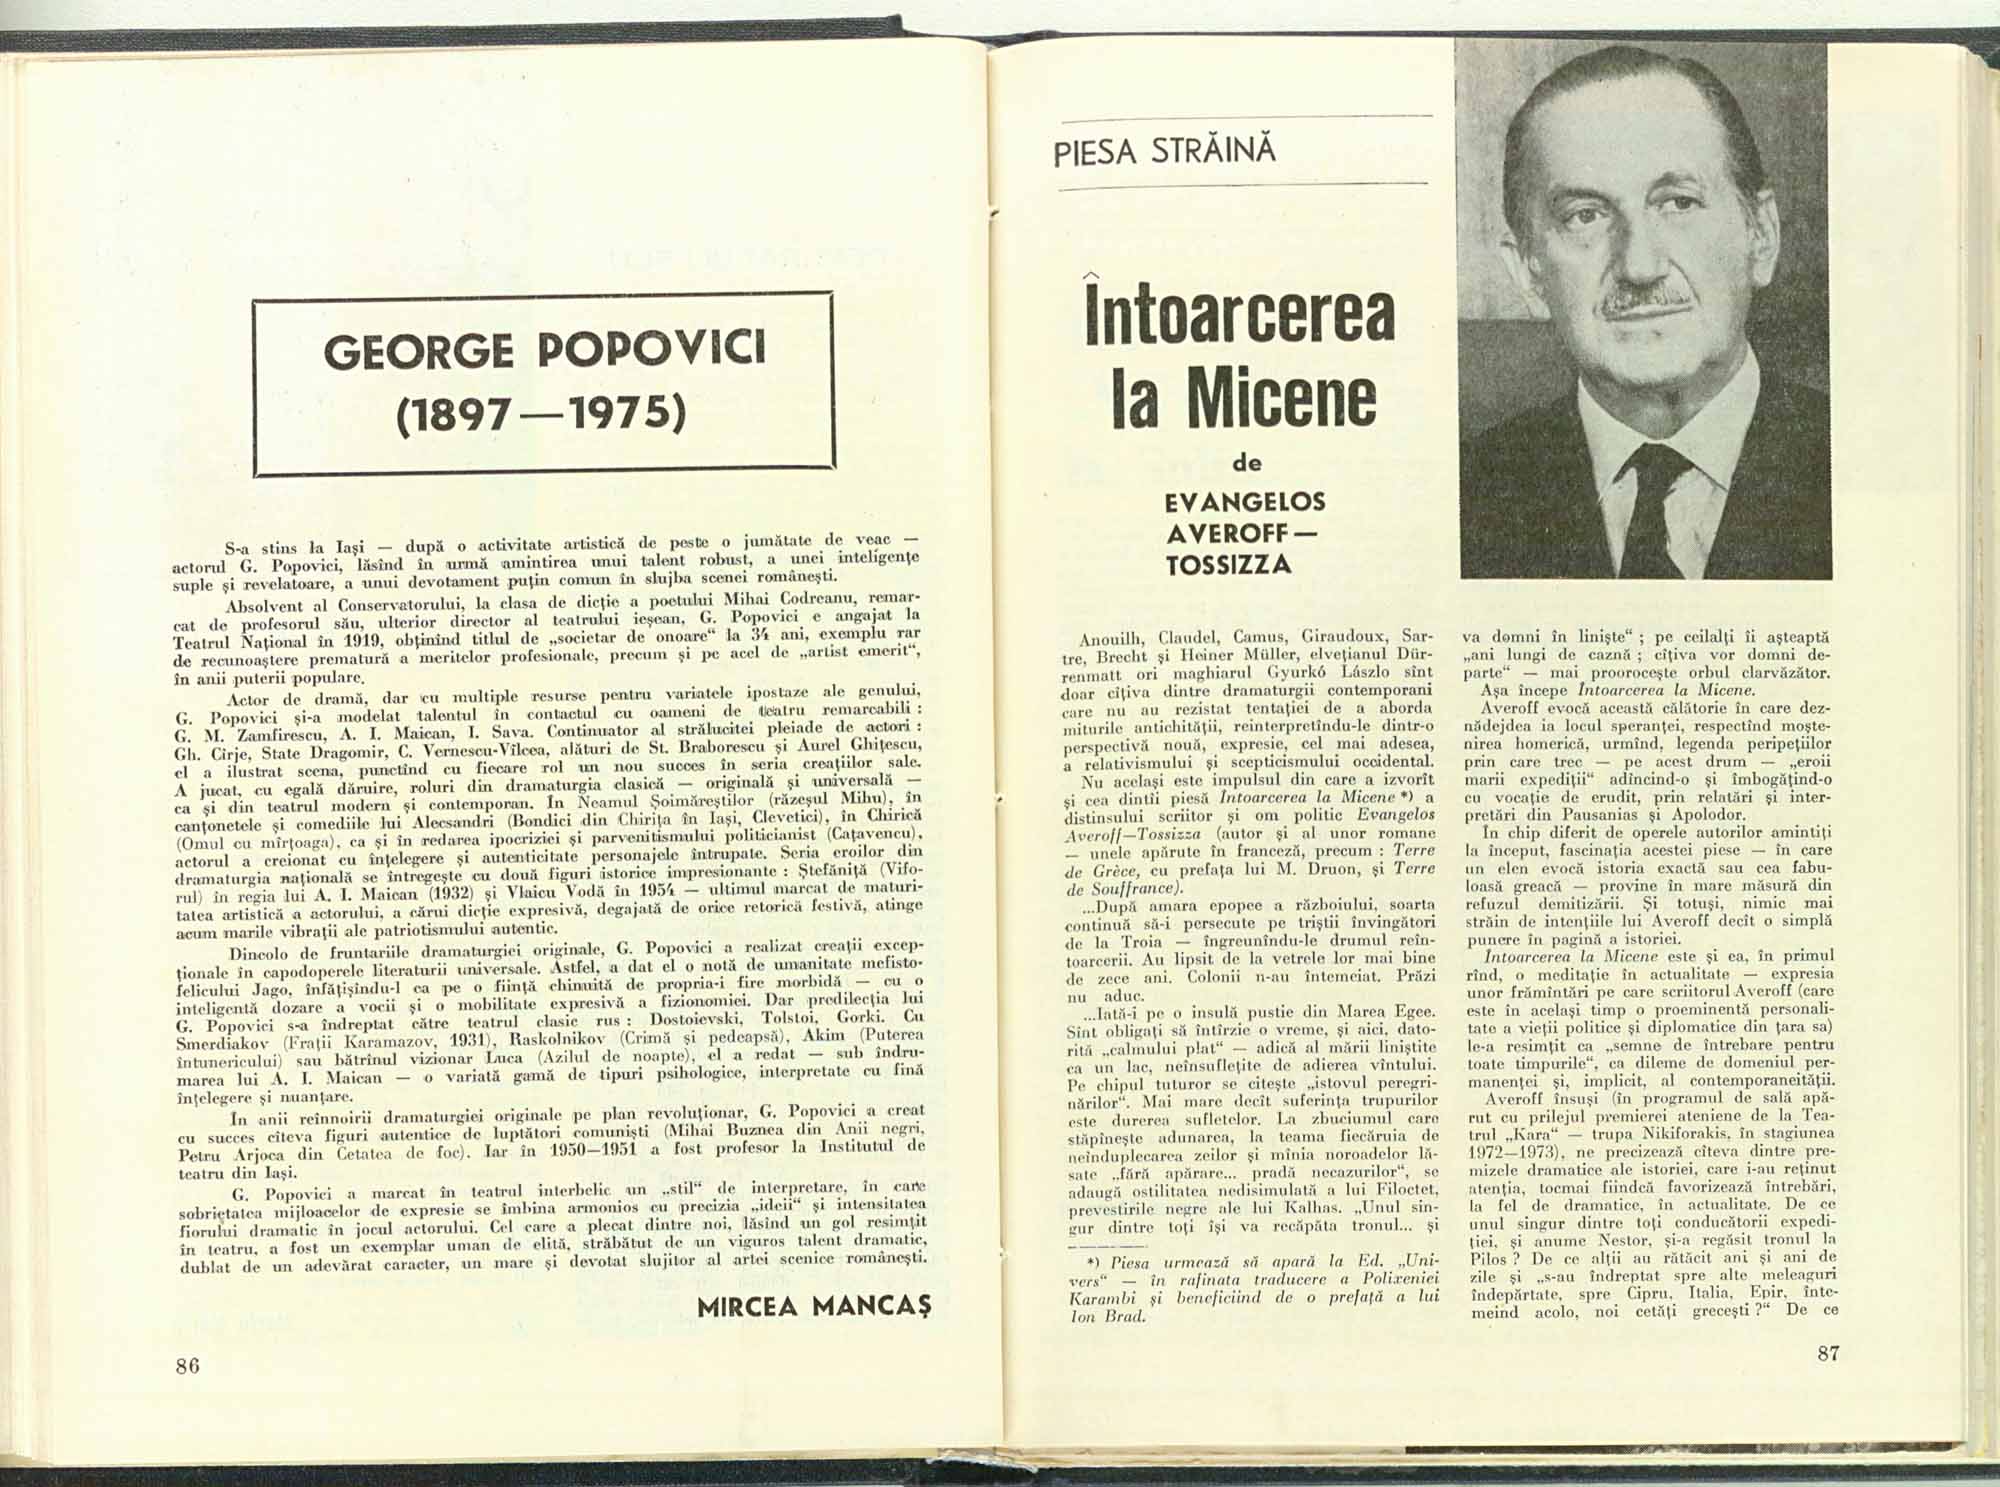 GEORGE POPOVICI
(1897—1975)
S-a stins la Iaşi — după o activitate artistică de peste o jumătate de veac —
actorul G. Popovici, lăsînd în urmă amintirea unui talent robust, a unei inteligenţe
suple şi revelatoare, a unui devotament puţin comun în slujba scenei româneşti.
Absolvent al Conservatorului, la clasa de dicţie a poetului Mihai Codreanu, remar-
cat de profesorul său, ulterior director al teatrului ieşean, G. Popovici e angajat la
Teatrul Naţional în 1919, obţinînd titlul de „societar de onoare“ la 34 ani, exemplu rar
de recunoaştere prematură a meritelor profesionale, precum şi pe acel de „artist emerit“,
în anii puterii populare.
Actor de dramă, dar cu multiple resurse pentru variatele ipostaze ale genului,
G. Popovici şi-a modelat talentul în contactul cu oameni de teatru remarcabili :
G. M. Zamfirescu, A. I. Maican, I. Sava. Continuator al strălucitei pleiade de actori :
Gh. Cîrje, State Dragomir, C. Vernescu-Vîlcea, alături de St. Braborescu şi Aurel Ghiţescu,
el a ilustrat scena, punctînd cu fiecare rol un nou succes în seria creaţiilor sale.
A jucat, cu egală dăruire, roluri din dramaturgia clasică — originală şi universală —
ca şi din teatrul modern şi contemporan. In Neamul Şoimăreştilor (răzeşul Mihu), în
canţonetele şi comediile lui Alecsandri (Bondici din Chiriţa în Iaşi, Clevetici), în Chirică
(Omul cu mîrţoaga), ca şi în redarea ipocriziei şi parvenitismului politicianist (Caţavencu),
actorul a creionat cu înţelegere şi autenticitate personajele întrupate. Seria eroilor din
dramaturgia naţională se întregeşte cu două figuri istorice impresionante : Ştefăniţă (Vifo-
rul) în regia lui A. I. Maican (1932) şi Vlaicu Vodă în 1954 — ultimul marcat de maturi-
tatea artistică a actorului, a cărui dicţie expresivă, degajată de orice retorică festivă, atinge
acum marile vibraţii ale patriotismului autentic.
Dincolo de fruntariile dramaturgiei originale, G. Popovici a realizat creaţii excep-
ţionale în capodoperele literaturii universale. Astfel, a dat el o notă de umanitate mefisto-
felicului Jago, înfăţişîndu-l ca pe o fiinţă chinuită de propria-i fire morbidă — cu o
inteligentă dozare a vocii şi o mobilitate expresivă a fizionomiei. Dar predilecţia lui
G. Popovici s-a îndreptat către teatrul clasic rus : Dostoievski, Tolstoi, Gorki. Cu
Smerdiakov (Fraţii Karamazov, 1931), Raskolnikov (Crimă şi pedeapsă), Akim (Puterea
întunericului) sau bătrînul vizionar Luca (Azilul de noapte), el a redat — sub îndru-
marea lui A. I. Maican — o variată gamă de tipuri psihologice, interpretate cu fină
înţelegere şi nuanţare.
In anii reînnoirii dramaturgiei originale pe plan revoluţionar, G. Popovici a creat
cu succes cîteva figuri autentice de luptători comunişti (Mihai Buznea din Anii negri,
Petru Arjoca din Cetatea de foc). Iar în 1950—1951 a fost profesor la Institutul de
teatru din Iaşi.
G. Popovici a marcat în teatrul interbelic un „stil“ de interpretare, în care
sobrietatea mijloacelor de expresie se îmbina armonios cu precizia „ideii“ şi intensitatea
fiorului dramatic în jocul actorului. Cel care a plecat dintre noi, lăsînd un gol resimţit
în teatru, a fost un exemplar uman de elită, străbătut de un viguros talent dramatic,
dublat de un adevărat caracter, un mare şi devotat slujitor al artei scenice româneşti.
MIRCEA MANCAŞ
86
PIESA STRĂINĂ
Întoarcerea
la Micene
de
EVANGELOS
AVEROFF—
TOSSIZZA
Anouilh, Claudel, Camus, Giraudoux, Sar-
tre, Brecht şi Heiner Müller, elveţianul Dür-
renmatt ori maghiarul Gyurkó László sînt
doar cîţiva dintre dramaturgii contemporani
care nu au rezistat tentaţiei de a aborda
miturile antichităţii, reinterpretîndu-le dintr-o
perspectivă nouă, expresie, cel mai adesea,
a relativismului şi scepticismului occidental.
Nu acelaşi este impulsul din care a izvorît
şi cea dintîi piesă Intoarcerea la Micene *) a
distinsului scriitor şi om politic Evangelos
Averoff—Tossizza (autor şi al unor romane
— unele apărute în franceză, precum : Terre
de Grèce, cu prefaţa lui M. Druon, şi Terre
de Souffrance).
...După amara epopee a războiului, soarta
continuă să-i persecute pe triştii învingători
de la Troia — îngreunîndu-le drumul reîn-
toarcerii. Au lipsit de la vetrele lor mai bine
de zece ani. Colonii n-au întemeiat. Prăzi
nu aduc.
...Iată-i pe o insulă pustie din Marea Egee.
Sînt obligaţi să întîrzie o vreme, şi aici, dato-
rită „calmului plat“ — adică al mării liniştite
ca un lac, neînsufleţite de adierea vîntului.
Pe chipul tuturor se citeşte „istovul peregri-
nărilor“. Mai mare decît suferinţa trupurilor
este durerea sufletelor. La zbuciumul care
stăpîneşte adunarea, la teama fiecăruia de
neînduplecarea zeilor şi mînia noroadelor lă-
sate „fără apărare... pradă necazurilor“, se
adaugă ostilitatea nedisimulată a lui Filoctet,
prevestirile negre ale lui Kalhas. „Unul sin-
gur dintre toţi îşi va recăpăta tronul... şi
*) Piesa urmează să apară la Ed. „Uni-
vers“ — în rafinata traducere a Polixeniei
Karambi şi beneficiind de o prefaţă a lui
Ion Brad.
va domni în linişte“ ; pe ceilalţi îi aşteaptă
„ani lungi de caznă ; cîţiva vor domni de-
parte“ — mai prooroceşte orbul clarvăzător.
Aşa începe Intoarcerea la Micene.
Averoff evocă această călătorie în care dez-
nădejdea ia locul speranţei, respectînd moşte-
nirea homerică, urmînd, legenda peripeţiilor
prin care trec — pe acest drum — „eroii
marii expediţii“ adîncind-o şi îmbogăţind-o
cu vocaţie de erudit, prin relatări şi inter-
pretări din Pausanias şi Apolodor.
In chip diferit de operele autorilor amintiţi
la început, fascinaţia acestei piese — în care
un elen evocă istoria exactă sau cea fabu-
loasă greacă — provine în mare măsură din
refuzul demitizării. Şi totuşi, nimic mai
străin de intenţiile lui Averoff decît o simplă
punere în pagină a istoriei.
Intoarcerea la Micene este şi ea, în primul
rînd, o meditaţie în actualitate — expresia
unor frămîntări pe care scriitorul Averoff (care
este în acelaşi timp o proeminentă personali-
tate a vieţii politice şi diplomatice din ţara sa)
le-a resimţit ca „semne de întrebare pentru
toate timpurile“, ca dileme de domeniul per-
manenţei şi, implicit, al contemporaneităţii.
Averoff însuşi (în programul de sală apă-
rut cu prilejul premierei ateniene de la Tea-
trul „Kara“ — trupa Nikiforakis, în stagiunea
1972—1973), ne precizează cîteva dintre pre-
mizele dramatice ale istoriei, care i-au reţinut
atenţia, tocmai fiindcă favorizează întrebări,
la fel de dramatice, în actualitate. De ce
unul singur dintre toţi conducătorii expedi-
ţiei, şi anume Nestor, şi-a regăsit tronul la
Pilos ? De ce alţii au rătăcit ani şi ani de
zile şi „s-au îndreptat spre alte meleaguri
îndepărtate, spre Cipru, Italia, Epir, înte-
meind acolo, noi cetăţi greceşti ?“ De ce
87